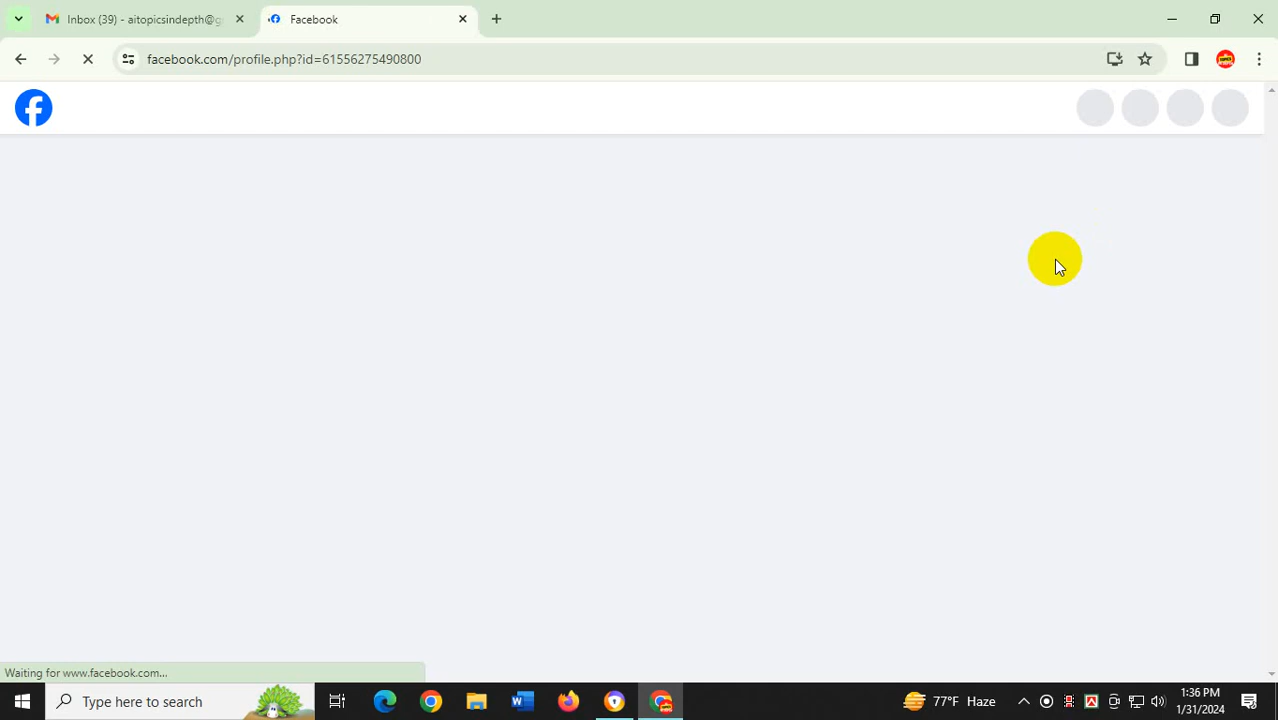 Inbox (39) - aitopicsindepth@g
Facebook
facebook.com/profile.php?id=61556275490800
Waiting for www.facebook.com...
Type here to search
77°F Haze
1:36 PM
1/31/2024